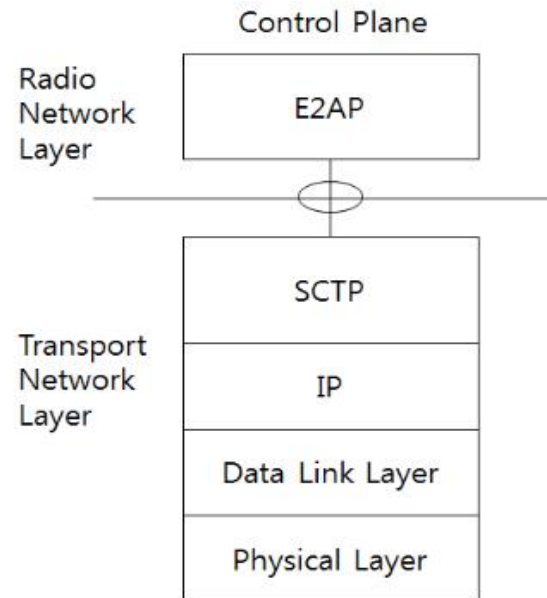 Control Plane
Radio
Network
Layer
E2AP
SCTP
Transport
Network
Layer
IP
Data Link Layer
Physical Layer